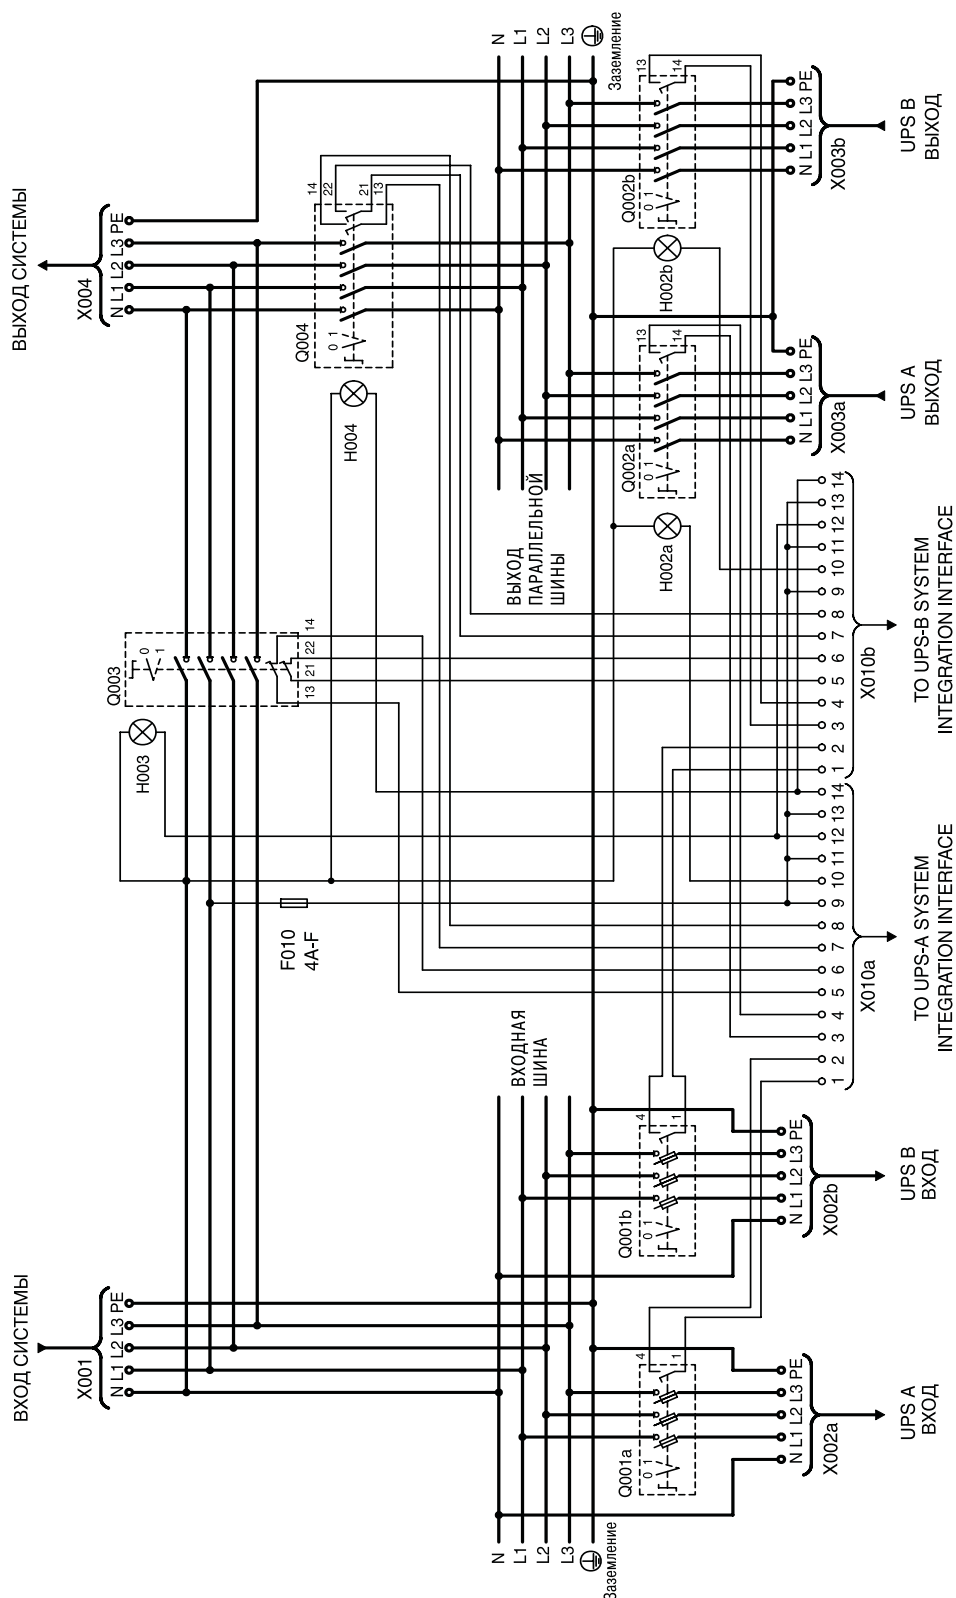 ВХОД СИСТЕМЫ
X001
N L1 L2 L3 PE
H003
Q003
0 1
13 21 22 14
ВЫХОД СИСТЕМЫ
X004
N L1 L2 L3 PE
F010
4A-F
H004
Q004
0 1
14
22
21
13
N
L1
L2
L3
Заземление
ВХОДНАЯ
ШИНА
ВЫХОД
ПАРАЛЛЕЛЬНОЙ
ШИНЫ
N
L1
L2
L3
Заземление
Q001a
0 1
4
1
Q001b
0 1
4
1
H002a
Q002a
0 1
13
14
H002b
Q002b
0 1
13
14
N L1 L2 L3 PE
X002a
UPS A
ВХОД
N L1 L2 L3 PE
X002b
UPS B
ВХОД
1 2 3 4 5 6 7 8 9 10 11 12 13 14
X010a
TO UPS-A SYSTEM
INTEGRATION INTERFACE
1 2 3 4 5 6 7 8 9 10 11 12 13 14
X010b
TO UPS-B SYSTEM
INTEGRATION INTERFACE
N L1 L2 L3 PE
X003a
UPS A
ВЫХОД
N L1 L2 L3 PE
X003b
UPS B
ВЫХОД